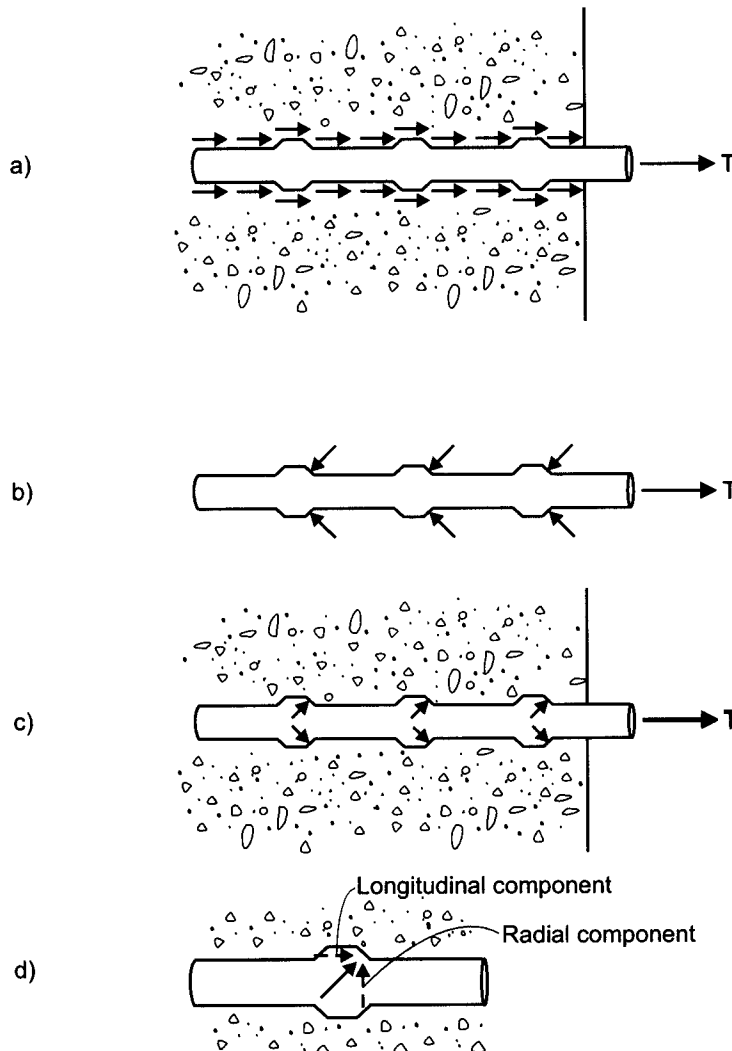 a)
T
b)
T
c)
T
Longitudinal component
Radial component
d)